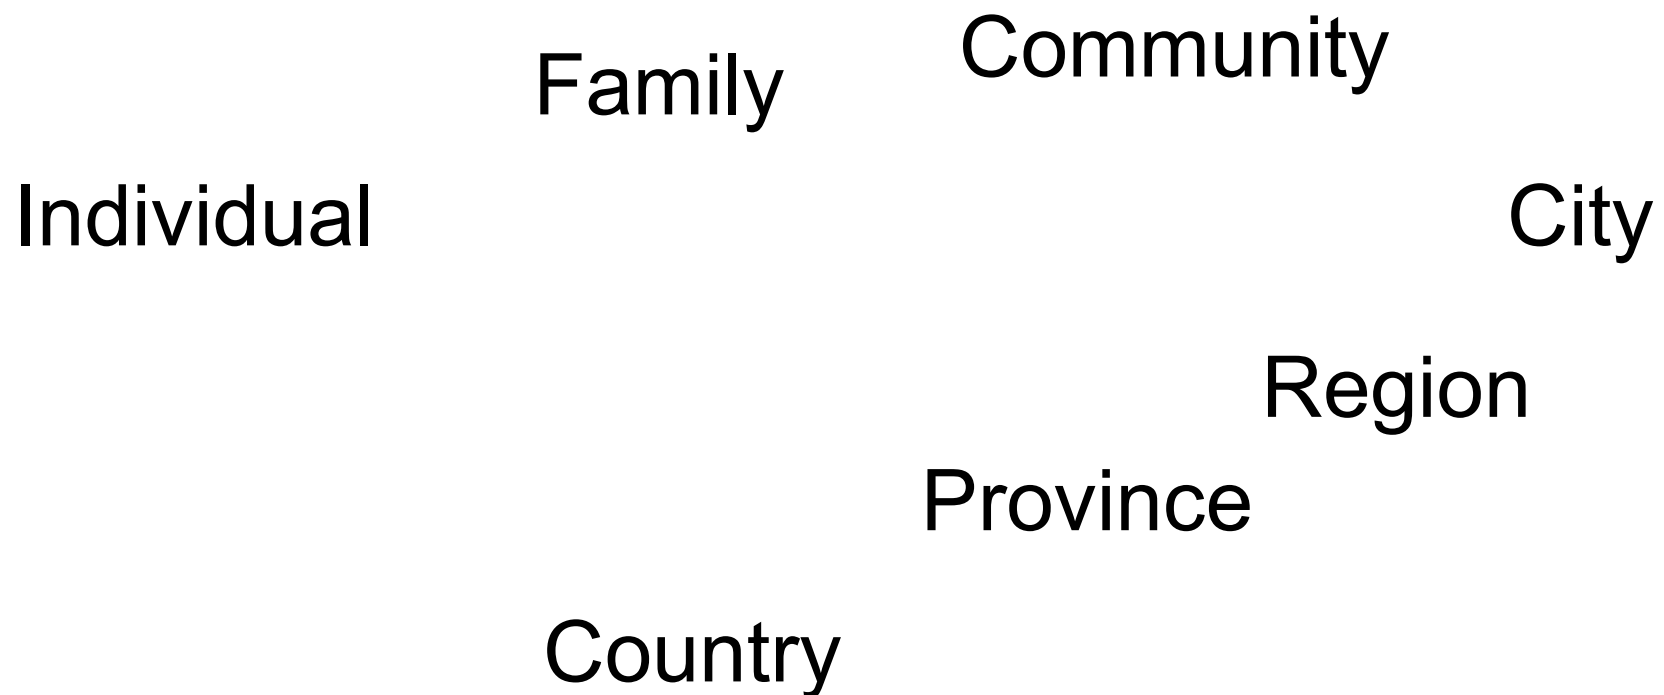 Community
Family
Individual
City
Region
Province
Country